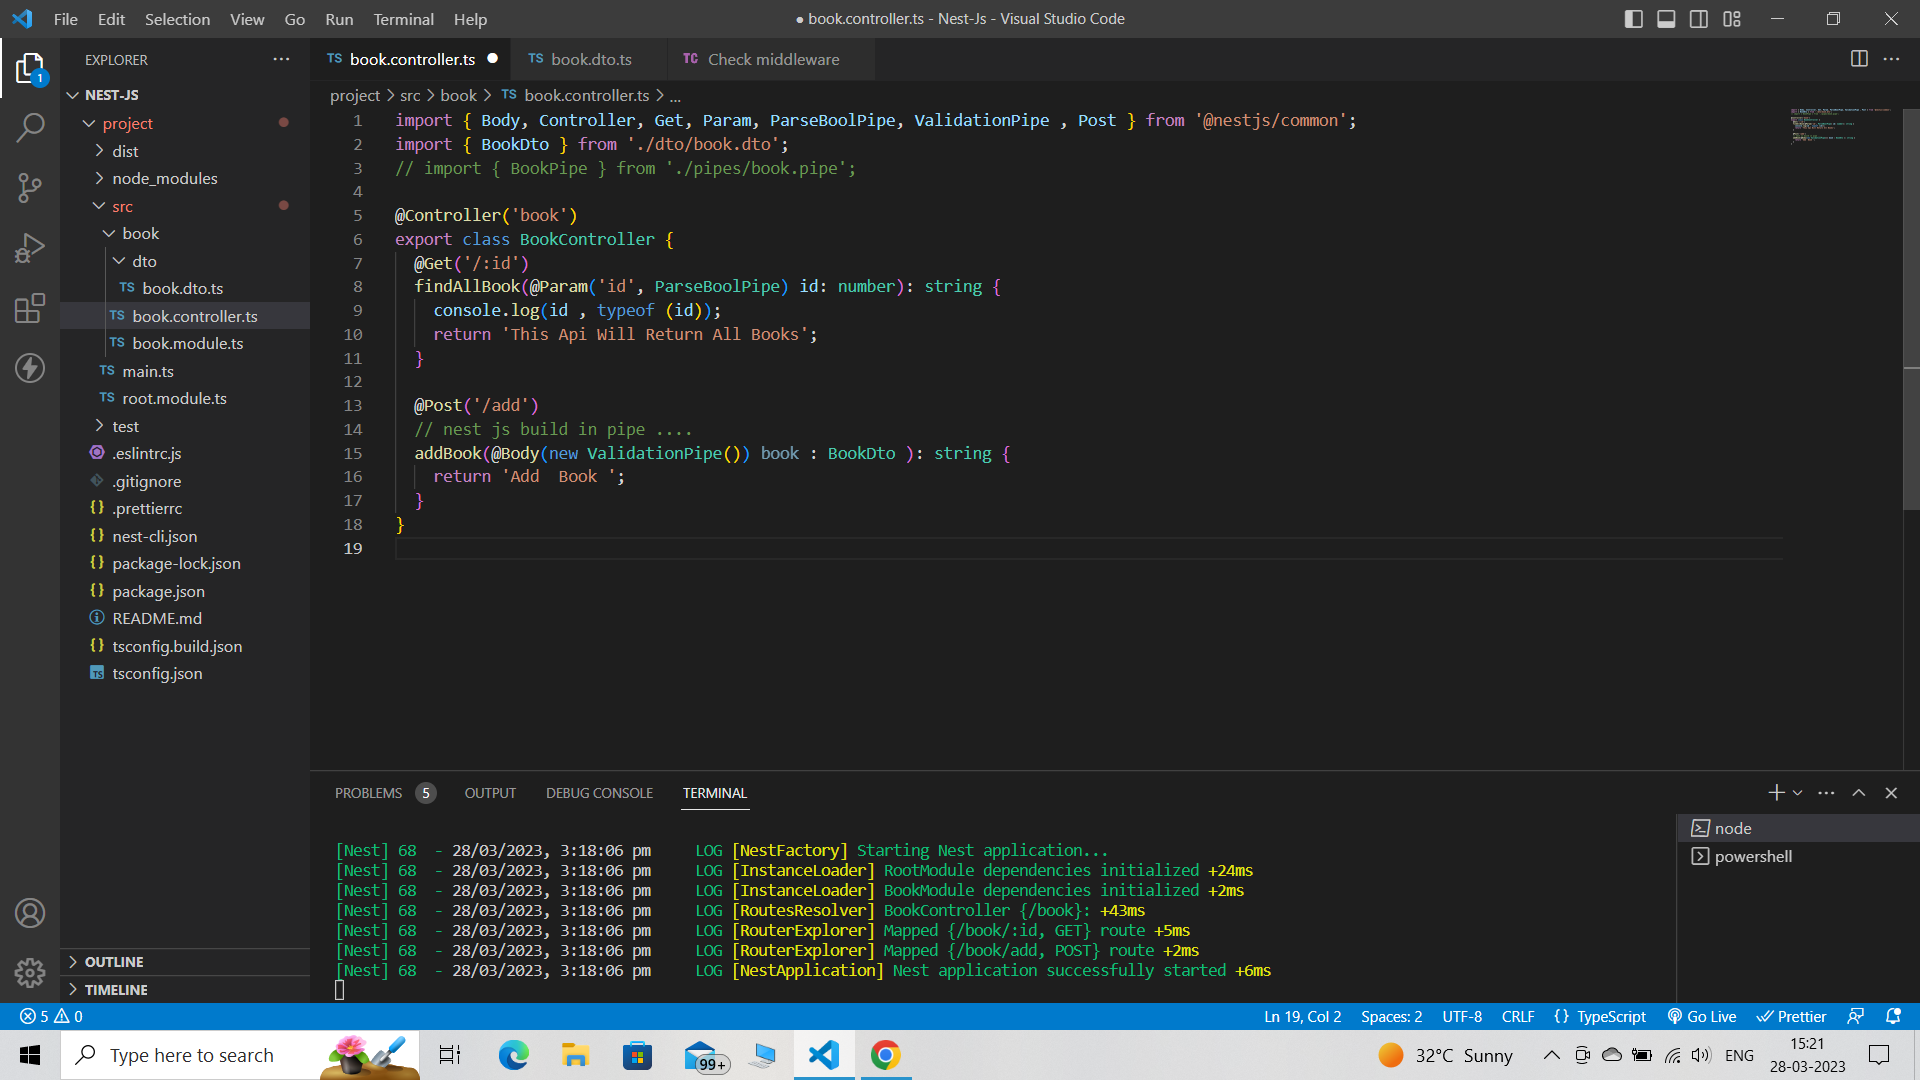 File Edit Selection View Go Run Terminal Help
● book.controller.ts - Nest-Js - Visual Studio Code
EXPLORER
NEST-JS
project
dist
node_modules
src
book
dto
TS book.dto.ts
TS book.controller.ts
TS book.module.ts
TS main.ts
TS root.module.ts
test
.eslintrc.js
.gitignore
{} .prettierrc
{} nest-cli.json
{} package-lock.json
{} package.json
README.md
{} tsconfig.build.json
TS tsconfig.json
OUTLINE
TIMELINE
1
TS book.controller.ts ● TS book.dto.ts TC Check middleware
project > src > book > TS book.controller.ts > ...
1 import { Body, Controller, Get, Param, ParseBoolPipe, ValidationPipe , Post } from '@nestjs/common';
2 import { BookDto } from './dto/book.dto';
3 // import { BookPipe } from './pipes/book.pipe';
4
5 @Controller('book')
6 export class BookController {
7 @Get('/:id')
8 findAllBook(@Param('id', ParseBoolPipe) id: number): string {
9 console.log(id , typeof (id));
10 return 'This Api Will Return All Books';
11 }
12
13 @Post('/add')
14 // nest js build in pipe ....
15 addBook(@Body(new ValidationPipe()) book : BookDto ): string {
16 return 'Add  Book ';
17 }
18 }
19
PROBLEMS 5 OUTPUT DEBUG CONSOLE TERMINAL
[Nest] 68  - 28/03/2023, 3:18:06 pm     LOG [NestFactory] Starting Nest application...
[Nest] 68  - 28/03/2023, 3:18:06 pm     LOG [InstanceLoader] RootModule dependencies initialized +24ms
[Nest] 68  - 28/03/2023, 3:18:06 pm     LOG [InstanceLoader] BookModule dependencies initialized +2ms
[Nest] 68  - 28/03/2023, 3:18:06 pm     LOG [RoutesResolver] BookController {/book}: +43ms
[Nest] 68  - 28/03/2023, 3:18:06 pm     LOG [RouterExplorer] Mapped {/book/:id, GET} route +5ms
[Nest] 68  - 28/03/2023, 3:18:06 pm     LOG [RouterExplorer] Mapped {/book/add, POST} route +2ms
[Nest] 68  - 28/03/2023, 3:18:06 pm     LOG [NestApplication] Nest application successfully started +6ms
node
powershell
5 0 Ln 19, Col 2 Spaces: 2 UTF-8 CRLF {} TypeScript Go Live Prettier
Type here to search 99+ 32°C Sunny ENG
15:21
28-03-2023